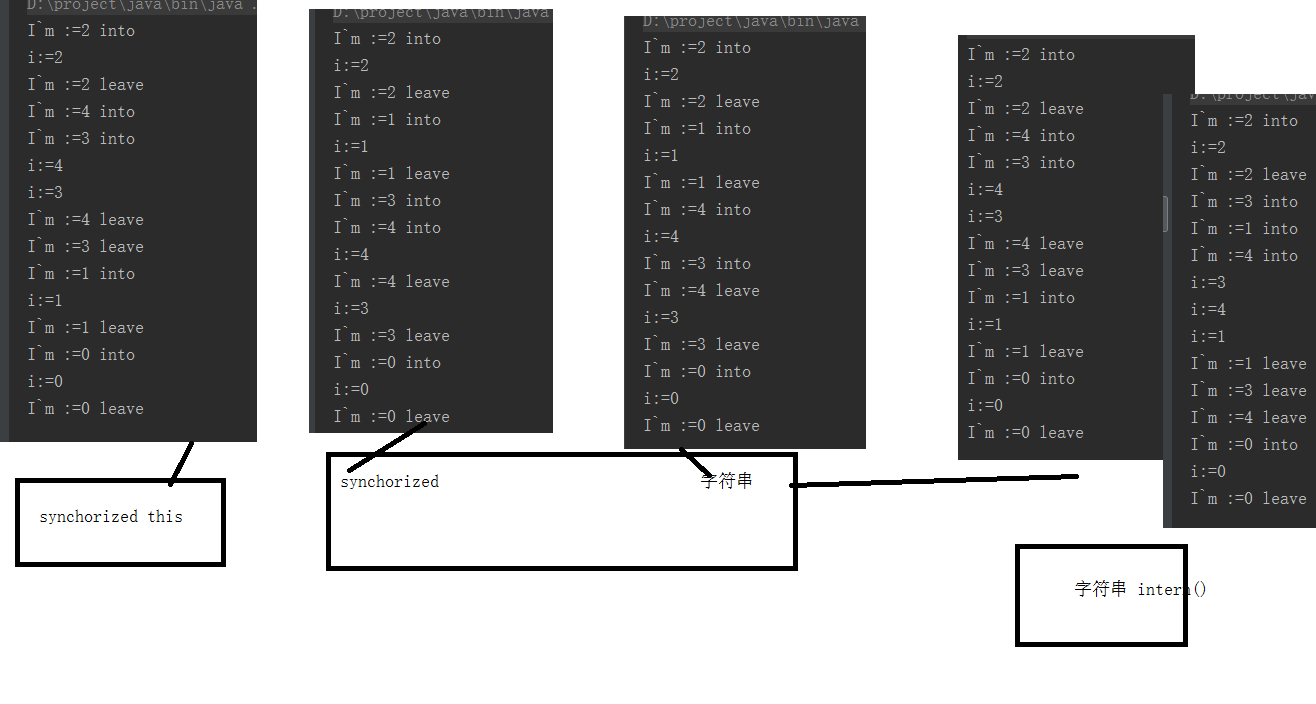 D:\project\java\bin\java .
I`m :=2 into
i:=2
I`m :=2 leave
I`m :=4 into
I`m :=3 into
i:=4
i:=3
I`m :=4 leave
I`m :=3 leave
I`m :=1 into
i:=1
I`m :=1 leave
I`m :=0 into
i:=0
I`m :=0 leave
synchorized this
D:\project\java\bin\java
I`m :=2 into
i:=2
I`m :=2 leave
I`m :=1 into
i:=1
I`m :=1 leave
I`m :=3 into
I`m :=4 into
i:=4
I`m :=4 leave
i:=3
I`m :=3 leave
I`m :=0 into
i:=0
I`m :=0 leave
D:\project\java\bin\java
I`m :=2 into
i:=2
I`m :=2 leave
I`m :=1 into
i:=1
I`m :=1 leave
I`m :=4 into
i:=4
I`m :=3 into
I`m :=4 leave
i:=3
I`m :=3 leave
I`m :=0 into
i:=0
I`m :=0 leave
synchorized 字符串
I`m :=2 into
i:=2
I`m :=2 leave
I`m :=4 into
I`m :=3 into
i:=4
i:=3
I`m :=4 leave
I`m :=3 leave
I`m :=1 into
i:=1
I`m :=1 leave
I`m :=0 into
i:=0
I`m :=0 leave
D:\project\java
I`m :=2 into
i:=2
I`m :=2 leave
I`m :=3 into
I`m :=1 into
I`m :=4 into
i:=3
i:=4
i:=1
I`m :=1 leave
I`m :=3 leave
I`m :=4 leave
I`m :=0 into
i:=0
I`m :=0 leave
字符串 intern()